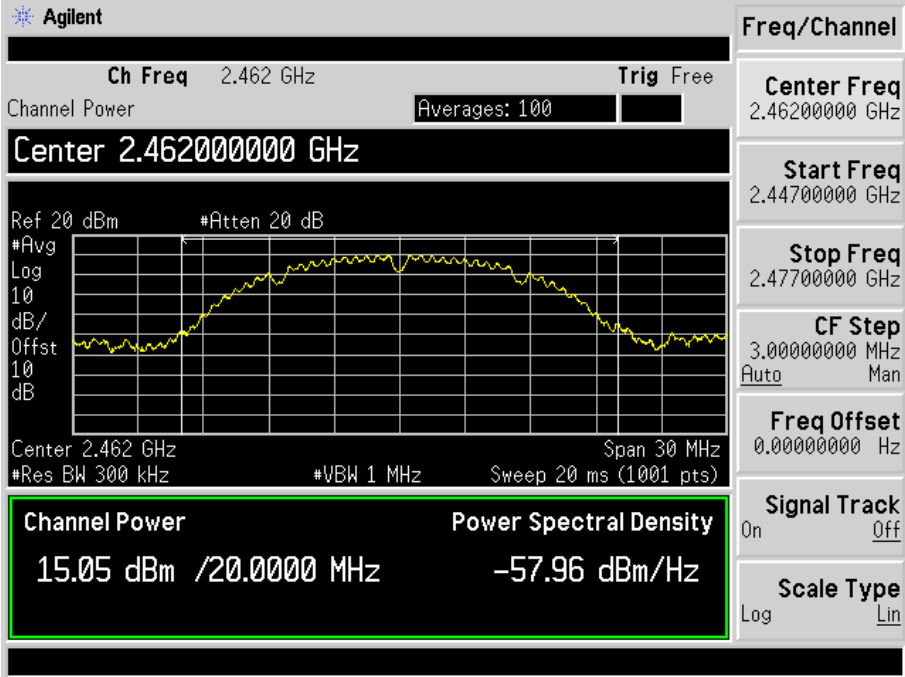 Agilent
Freq/Channel
Ch Freq 2.462 GHz Trig Free
Channel Power Averages: 100
Center 2.462000000 GHz
Ref 20 dBm #Atten 20 dB
#Avg
Log
10
dB/
Offst
10
dB
Center 2.462 GHz Span 30 MHz
#Res BW 300 kHz #VBW 1 MHz Sweep 20 ms (1001 pts)
Channel Power Power Spectral Density
15.05 dBm /20.0000 MHz -57.96 dBm/Hz
Center Freq
2.46200000 GHz
Start Freq
2.44700000 GHz
Stop Freq
2.47700000 GHz
CF Step
3.00000000 MHz
Auto Man
Freq Offset
0.00000000 Hz
Signal Track
On Off
Scale Type
Log Lin